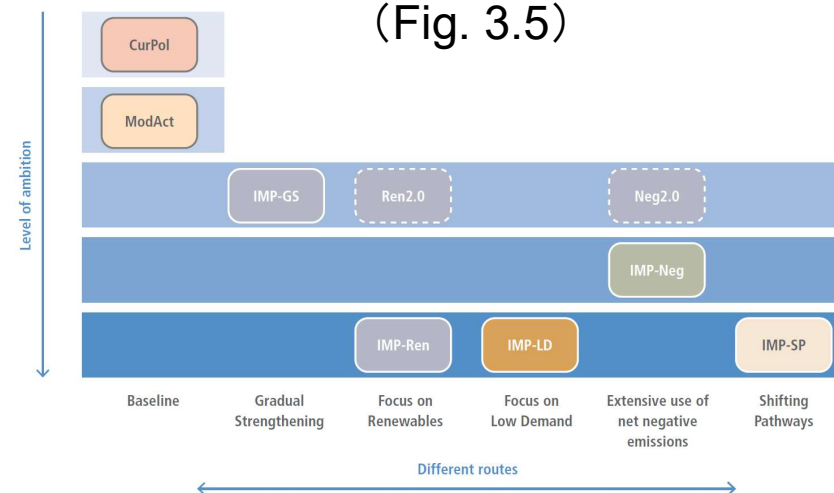 （Fig. 3.5）
CurPol
ModAct
Level of ambition
IMP-GS
Ren2.0
Neg2.0
IMP-Neg
IMP-Ren
IMP-LD
IMP-SP
Baseline
Gradual
Strengthening
Focus on
Renewables
Focus on
Low Demand
Extensive use of
net negative
emissions
Shifting
Pathways
Different routes